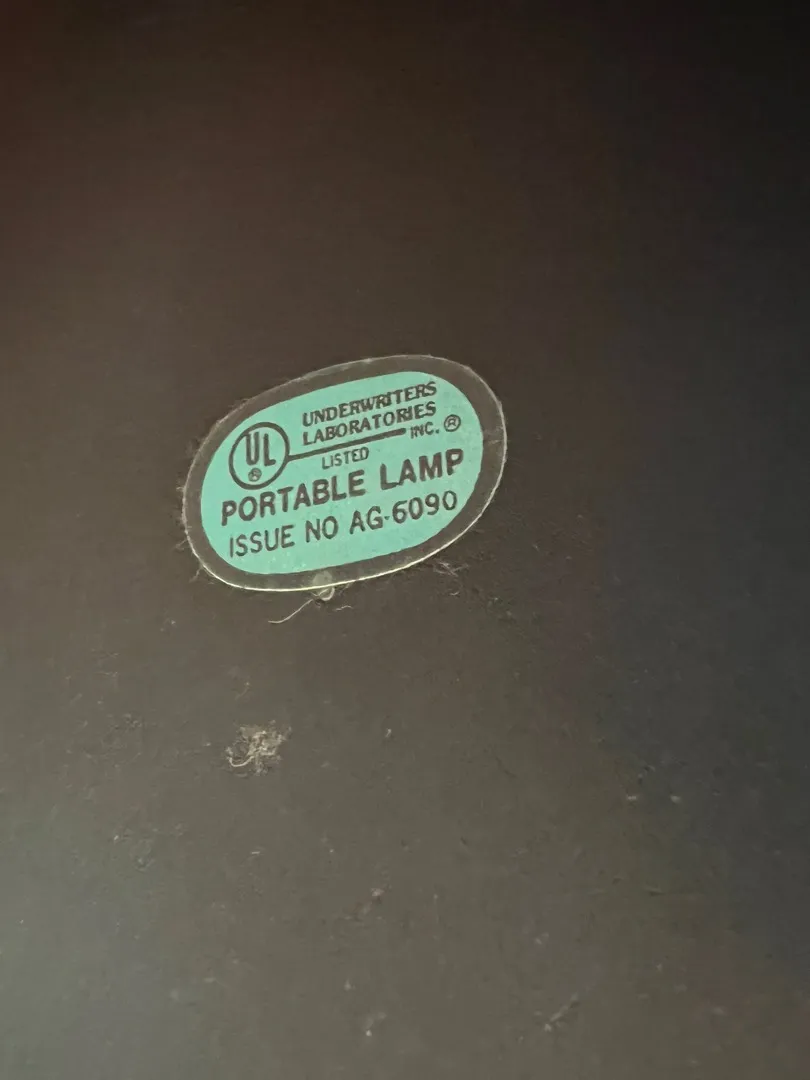 UL ®
UNDERWRITERS
LABORATORIES
INC. ®
LISTED
PORTABLE LAMP
ISSUE NO AG-6090